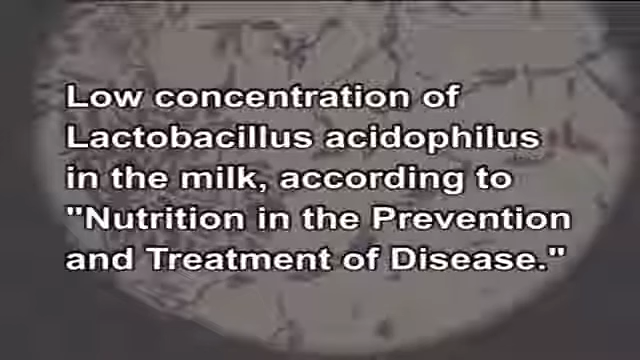 Low concentration of
Lactobacillus acidophilus
in the milk, according to
"Nutrition in the Prevention
and Treatment of Disease."